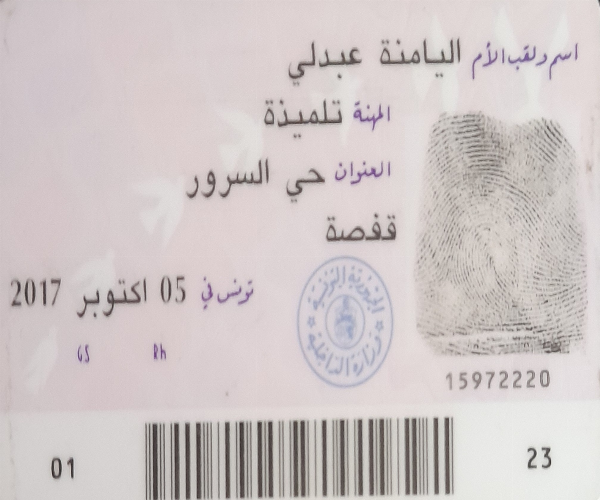 اسم ولقب الأم اليامنة عبدلي
المهنة تلميذة
العنوان حي السرور
قفصة
تونس في 05 اكتوبر 2017
الجمهورية التونسية
وزارة الداخلية
GS Rh
15972220
01 23